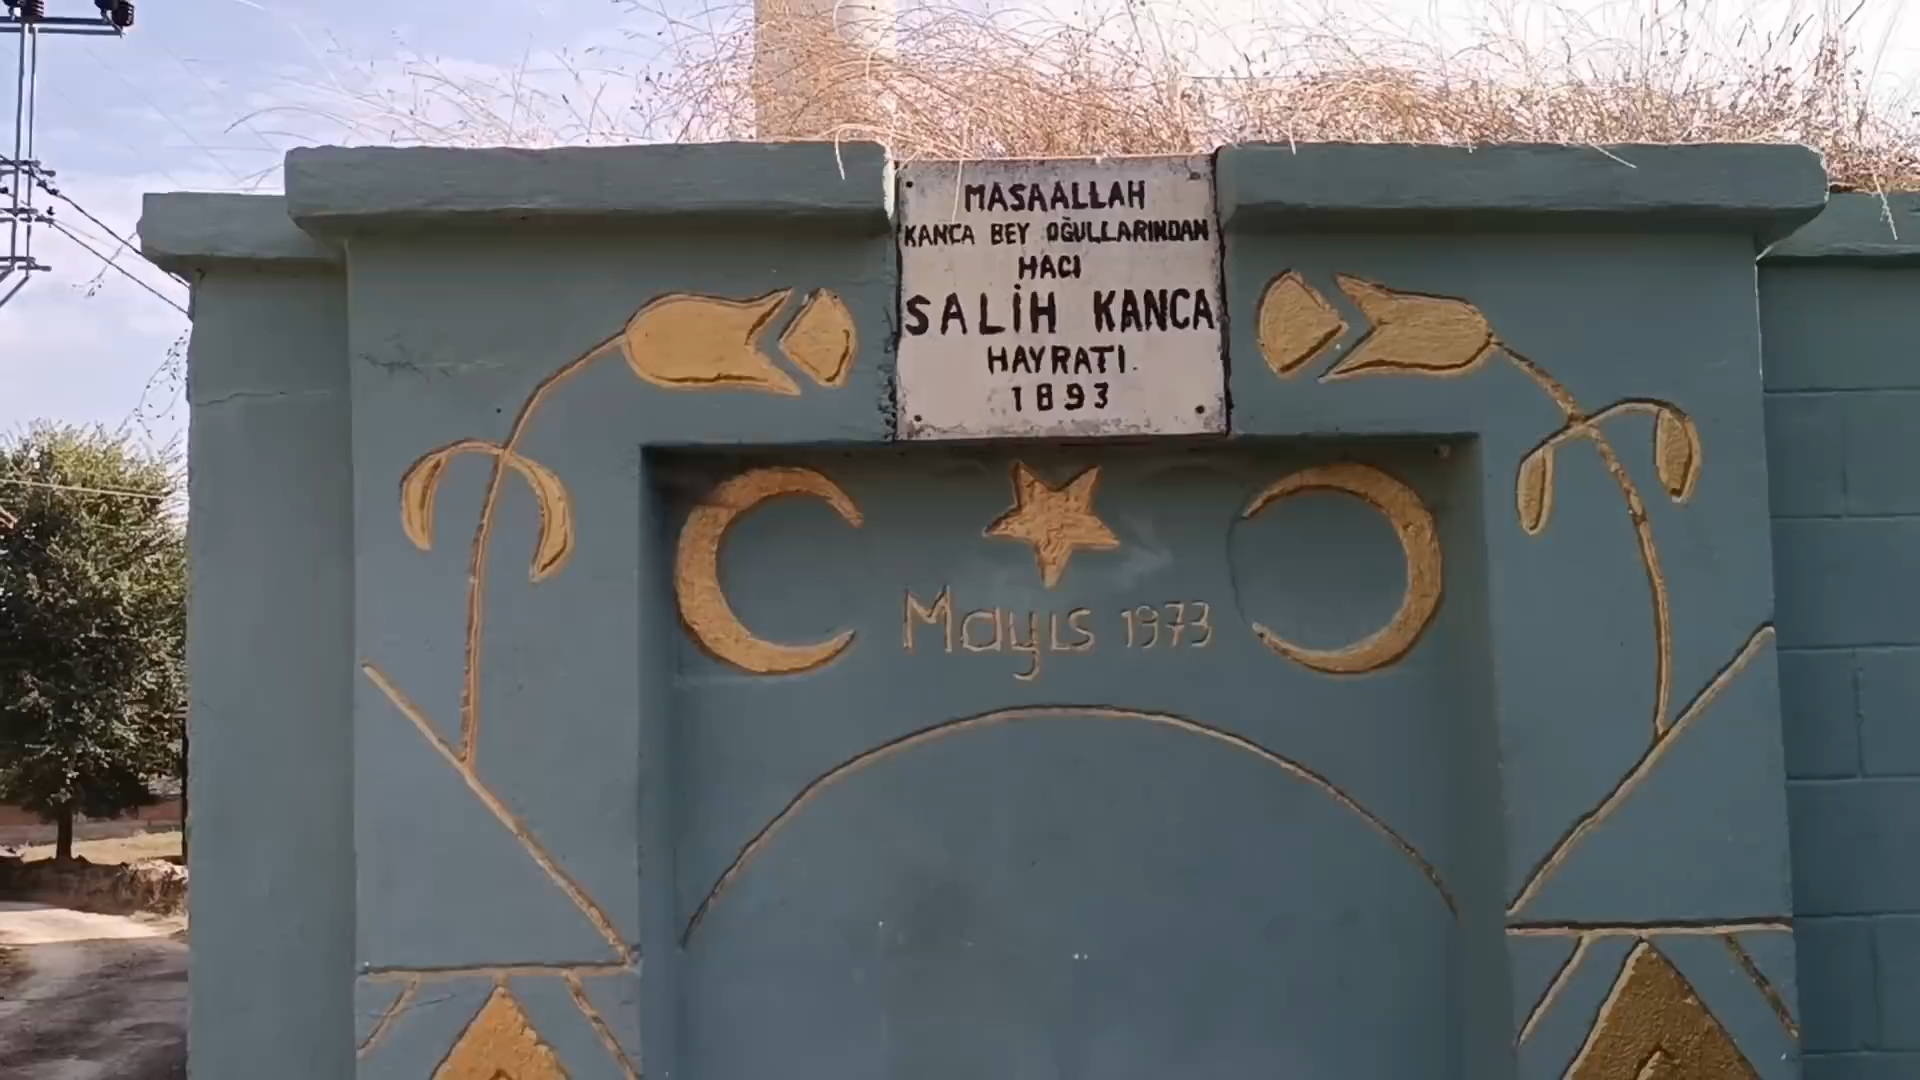 MASAALLAH
KANCA BEY OĞULLARINDAN
HACI
SALİH KANCA
HAYRATI.
1893
Mayıs 1973